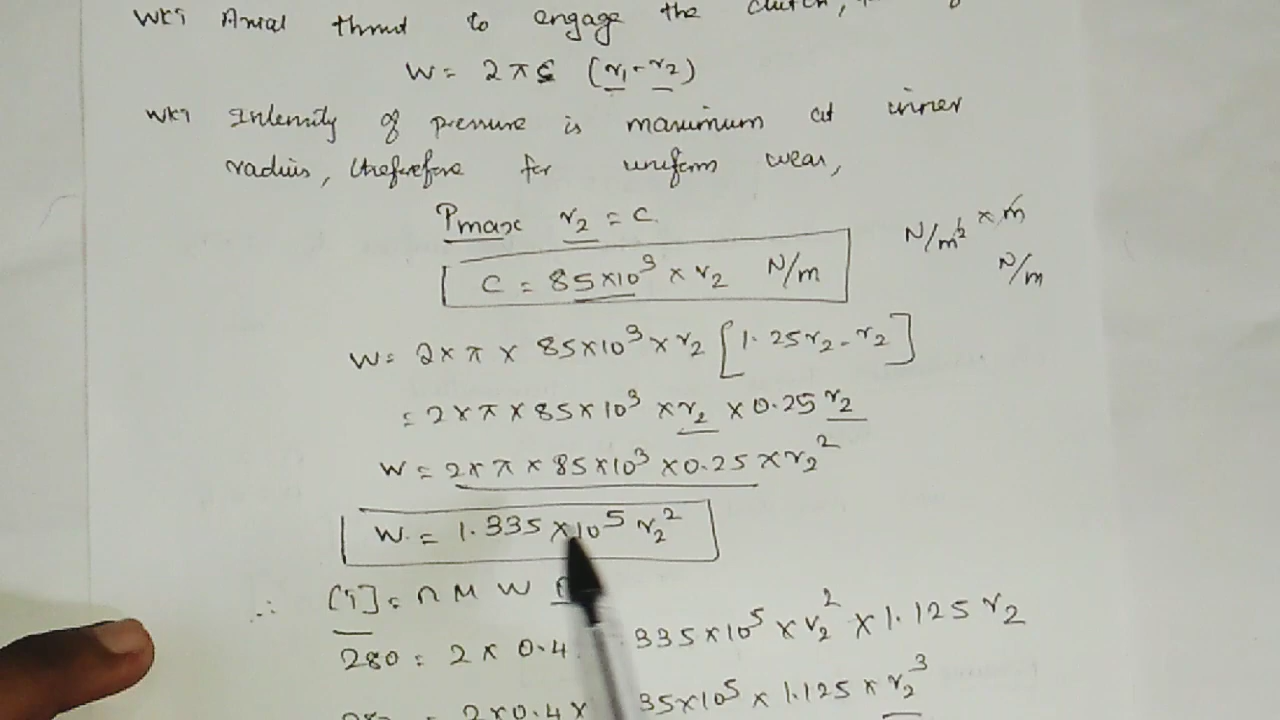 WKT Axial thrust to engage the clutch,
W = 2πC (r₁-r₂)
WKT Intensity of pressure is maximum at inner
radius, therefore for uniform wear,
Pmax r₂ = C
N/m² × m
C = 85×10³ × r₂ N/m
N/m
W = 2×π× 85×10³×r₂ [1.25r₂-r₂]
= 2×π×85×10³ ×r₂ ×0.25 r₂
W = 2×π×85×10³×0.25×r₂²
W = 1.335×10⁵ r₂²
∴ [T] = n μ W
280 = 2 × 0.4 335×10⁵ × r₂² × 1.125 r₂
= 2×0.4× 35×10⁵ × 1.125 × r₂³